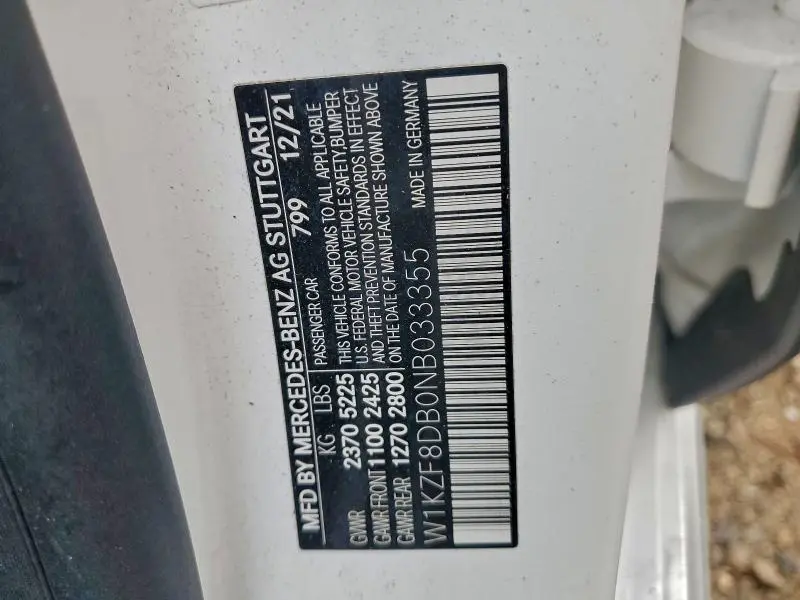 MFD BY MERCEDES-BENZ AG STUTTGART
KG LBS 799 12/21
GVWR 2370 5225
GAWR FRONT 1100 2425
GAWR REAR 1270 2800
PASSENGER CAR
THIS VEHICLE CONFORMS TO ALL APPLICABLE
U.S. FEDERAL MOTOR VEHICLE SAFETY,BUMPER
AND THEFT PREVENTION STANDARDS IN EFFECT
ON THE DATE OF MANUFACTURE SHOWN ABOVE
W1KZF8DB0NB033355 MADE IN GERMANY